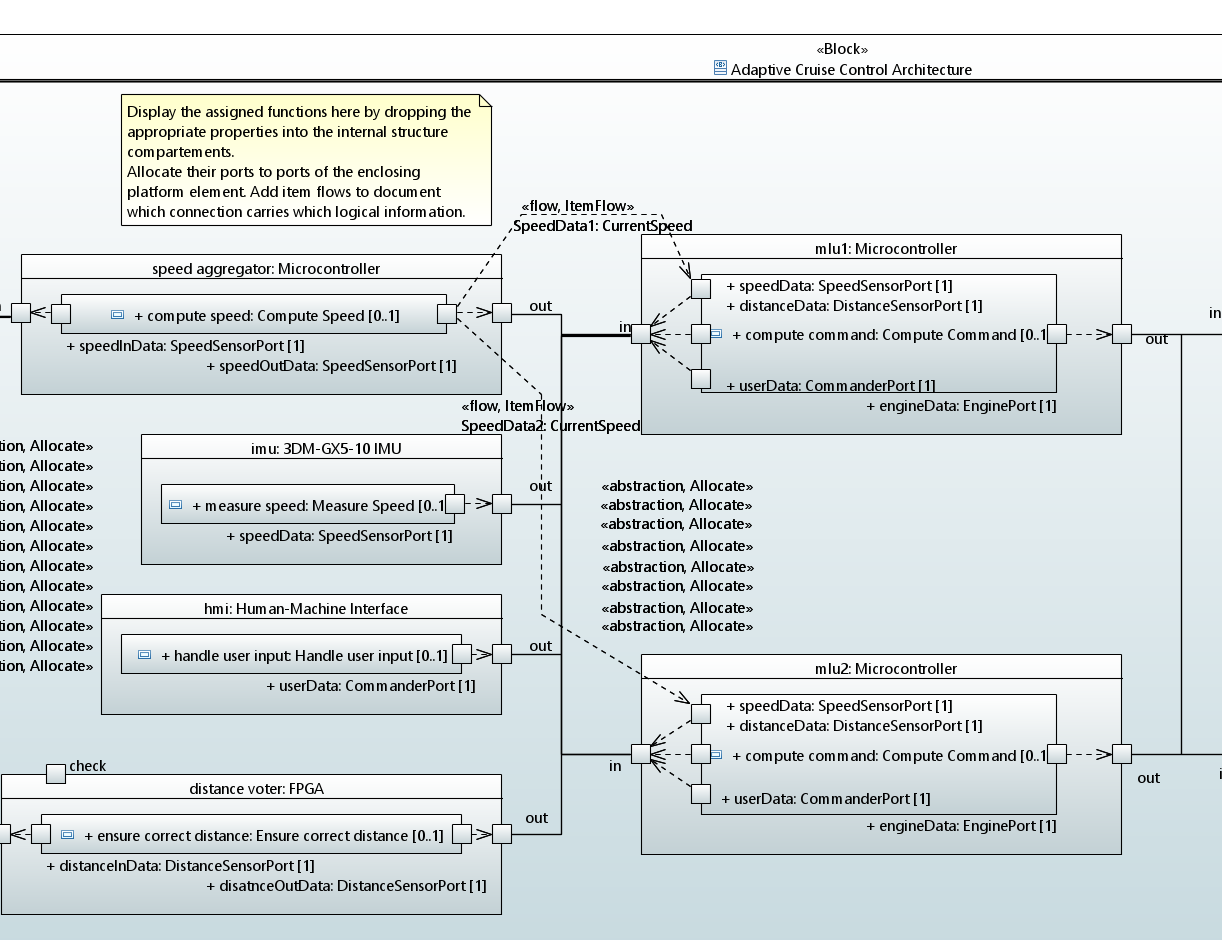 «Block»
Adaptive Cruise Control Architecture
Display the assigned functions here by dropping the
appropriate properties into the internal structure
compartements.
Allocate their ports to ports of the enclosing
platform element. Add item flows to document
which connection carries which logical information.
«flow, ItemFlow»
SpeedData1: CurrentSpeed
speed aggregator: Microcontroller
+ compute speed: Compute Speed [0..1]
+ speedInData: SpeedSensorPort [1]
+ speedOutData: SpeedSensorPort [1]
out
in
mlu1: Microcontroller
+ speedData: SpeedSensorPort [1]
+ distanceData: DistanceSensorPort [1]
+ compute command: Compute Command [0..1
+ userData: CommanderPort [1]
+ engineData: EnginePort [1]
out
in
«flow, ItemFlow»
SpeedData2: CurrentSpeed
tion, Allocate»
tion, Allocate»
tion, Allocate»
tion, Allocate»
tion, Allocate»
tion, Allocate»
tion, Allocate»
tion, Allocate»
tion, Allocate»
tion, Allocate»
tion, Allocate»
tion, Allocate»
imu: 3DM-GX5-10 IMU
+ measure speed: Measure Speed [0..1
+ speedData: SpeedSensorPort [1]
out
«abstraction, Allocate»
«abstraction, Allocate»
«abstraction, Allocate»
«abstraction, Allocate»
«abstraction, Allocate»
«abstraction, Allocate»
«abstraction, Allocate»
«abstraction, Allocate»
hmi: Human-Machine Interface
+ handle user input: Handle user input [0..1]
+ userData: CommanderPort [1]
out
mlu2: Microcontroller
+ speedData: SpeedSensorPort [1]
+ distanceData: DistanceSensorPort [1]
+ compute command: Compute Command [0..1
+ userData: CommanderPort [1]
+ engineData: EnginePort [1]
in
out
check
distance voter: FPGA
+ ensure correct distance: Ensure correct distance [0..1]
+ distanceInData: DistanceSensorPort [1]
+ disatnceOutData: DistanceSensorPort [1]
out